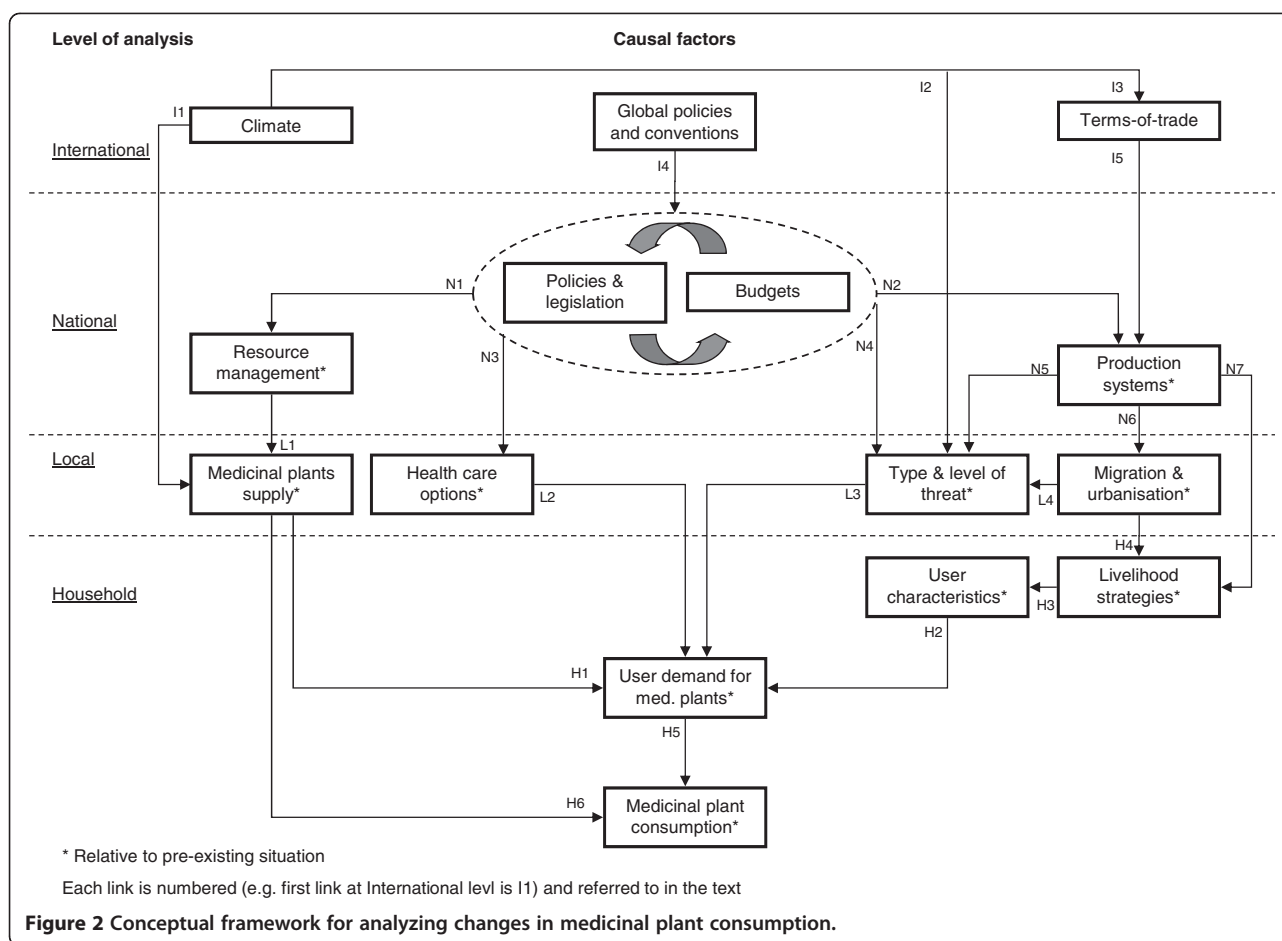 Level of analysis
Causal factors
I1
I2
I3
Climate
Global policies
and conventions
Terms-of-trade
International
I4
I5
N1
Policies &
legislation
Budgets
N2
National
Resource
management*
N3
N4
Production
systems*
N5
N7
N6
L1
Local
Medicinal plants
supply*
Health care
options*
L2
L3
Type & level of
threat*
L4
Migration &
urbanisation*
H4
Household
User
characteristics*
H3
Livelihood
strategies*
H2
H1
User demand for
med. plants*
H5
H6
Medicinal plant
consumption*
* Relative to pre-existing situation
Each link is numbered (e.g. first link at International levl is I1) and referred to in the text
Figure 2 Conceptual framework for analyzing changes in medicinal plant consumption.